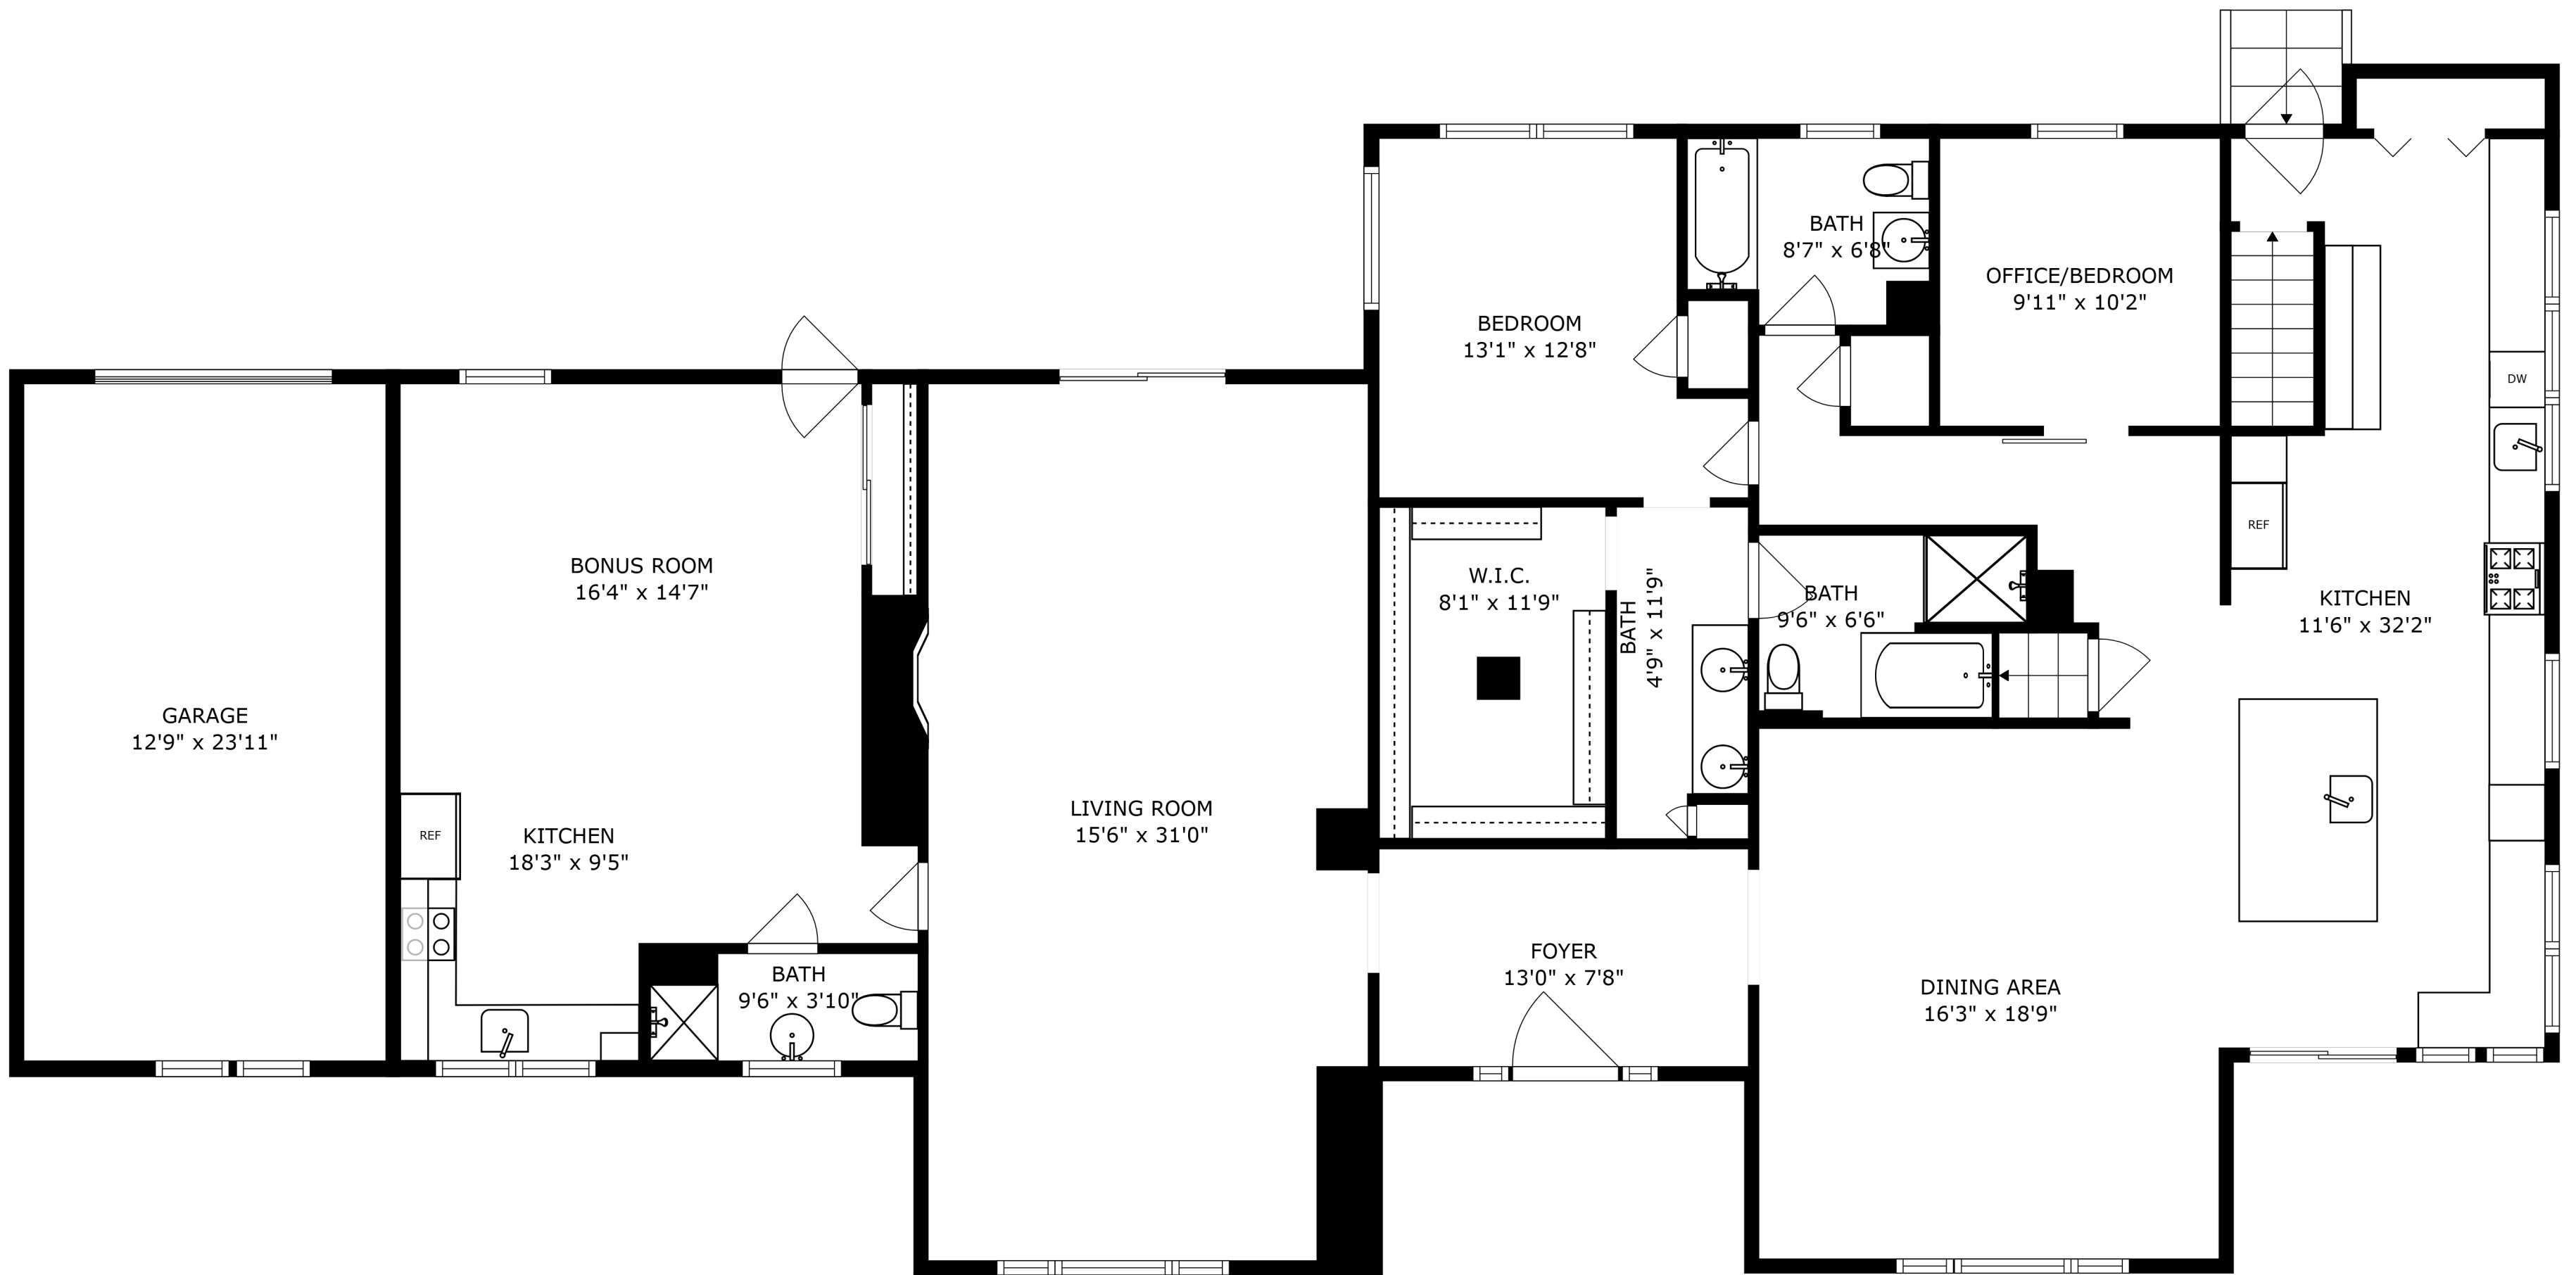 GARAGE
12'9" x 23'11"
BONUS ROOM
16'4" x 14'7"
REF
KITCHEN
18'3" x 9'5"
BATH
9'6" x 3'10"
LIVING ROOM
15'6" x 31'0"
BEDROOM
13'1" x 12'8"
BATH
8'7" x 6'8"
OFFICE/BEDROOM
9'11" x 10'2"
W.I.C.
8'1" x 11'9"
BATH
4'9" x 11'9"
BATH
9'6" x 6'6"
FOYER
13'0" x 7'8"
DINING AREA
16'3" x 18'9"
DW
REF
KITCHEN
11'6" x 32'2"